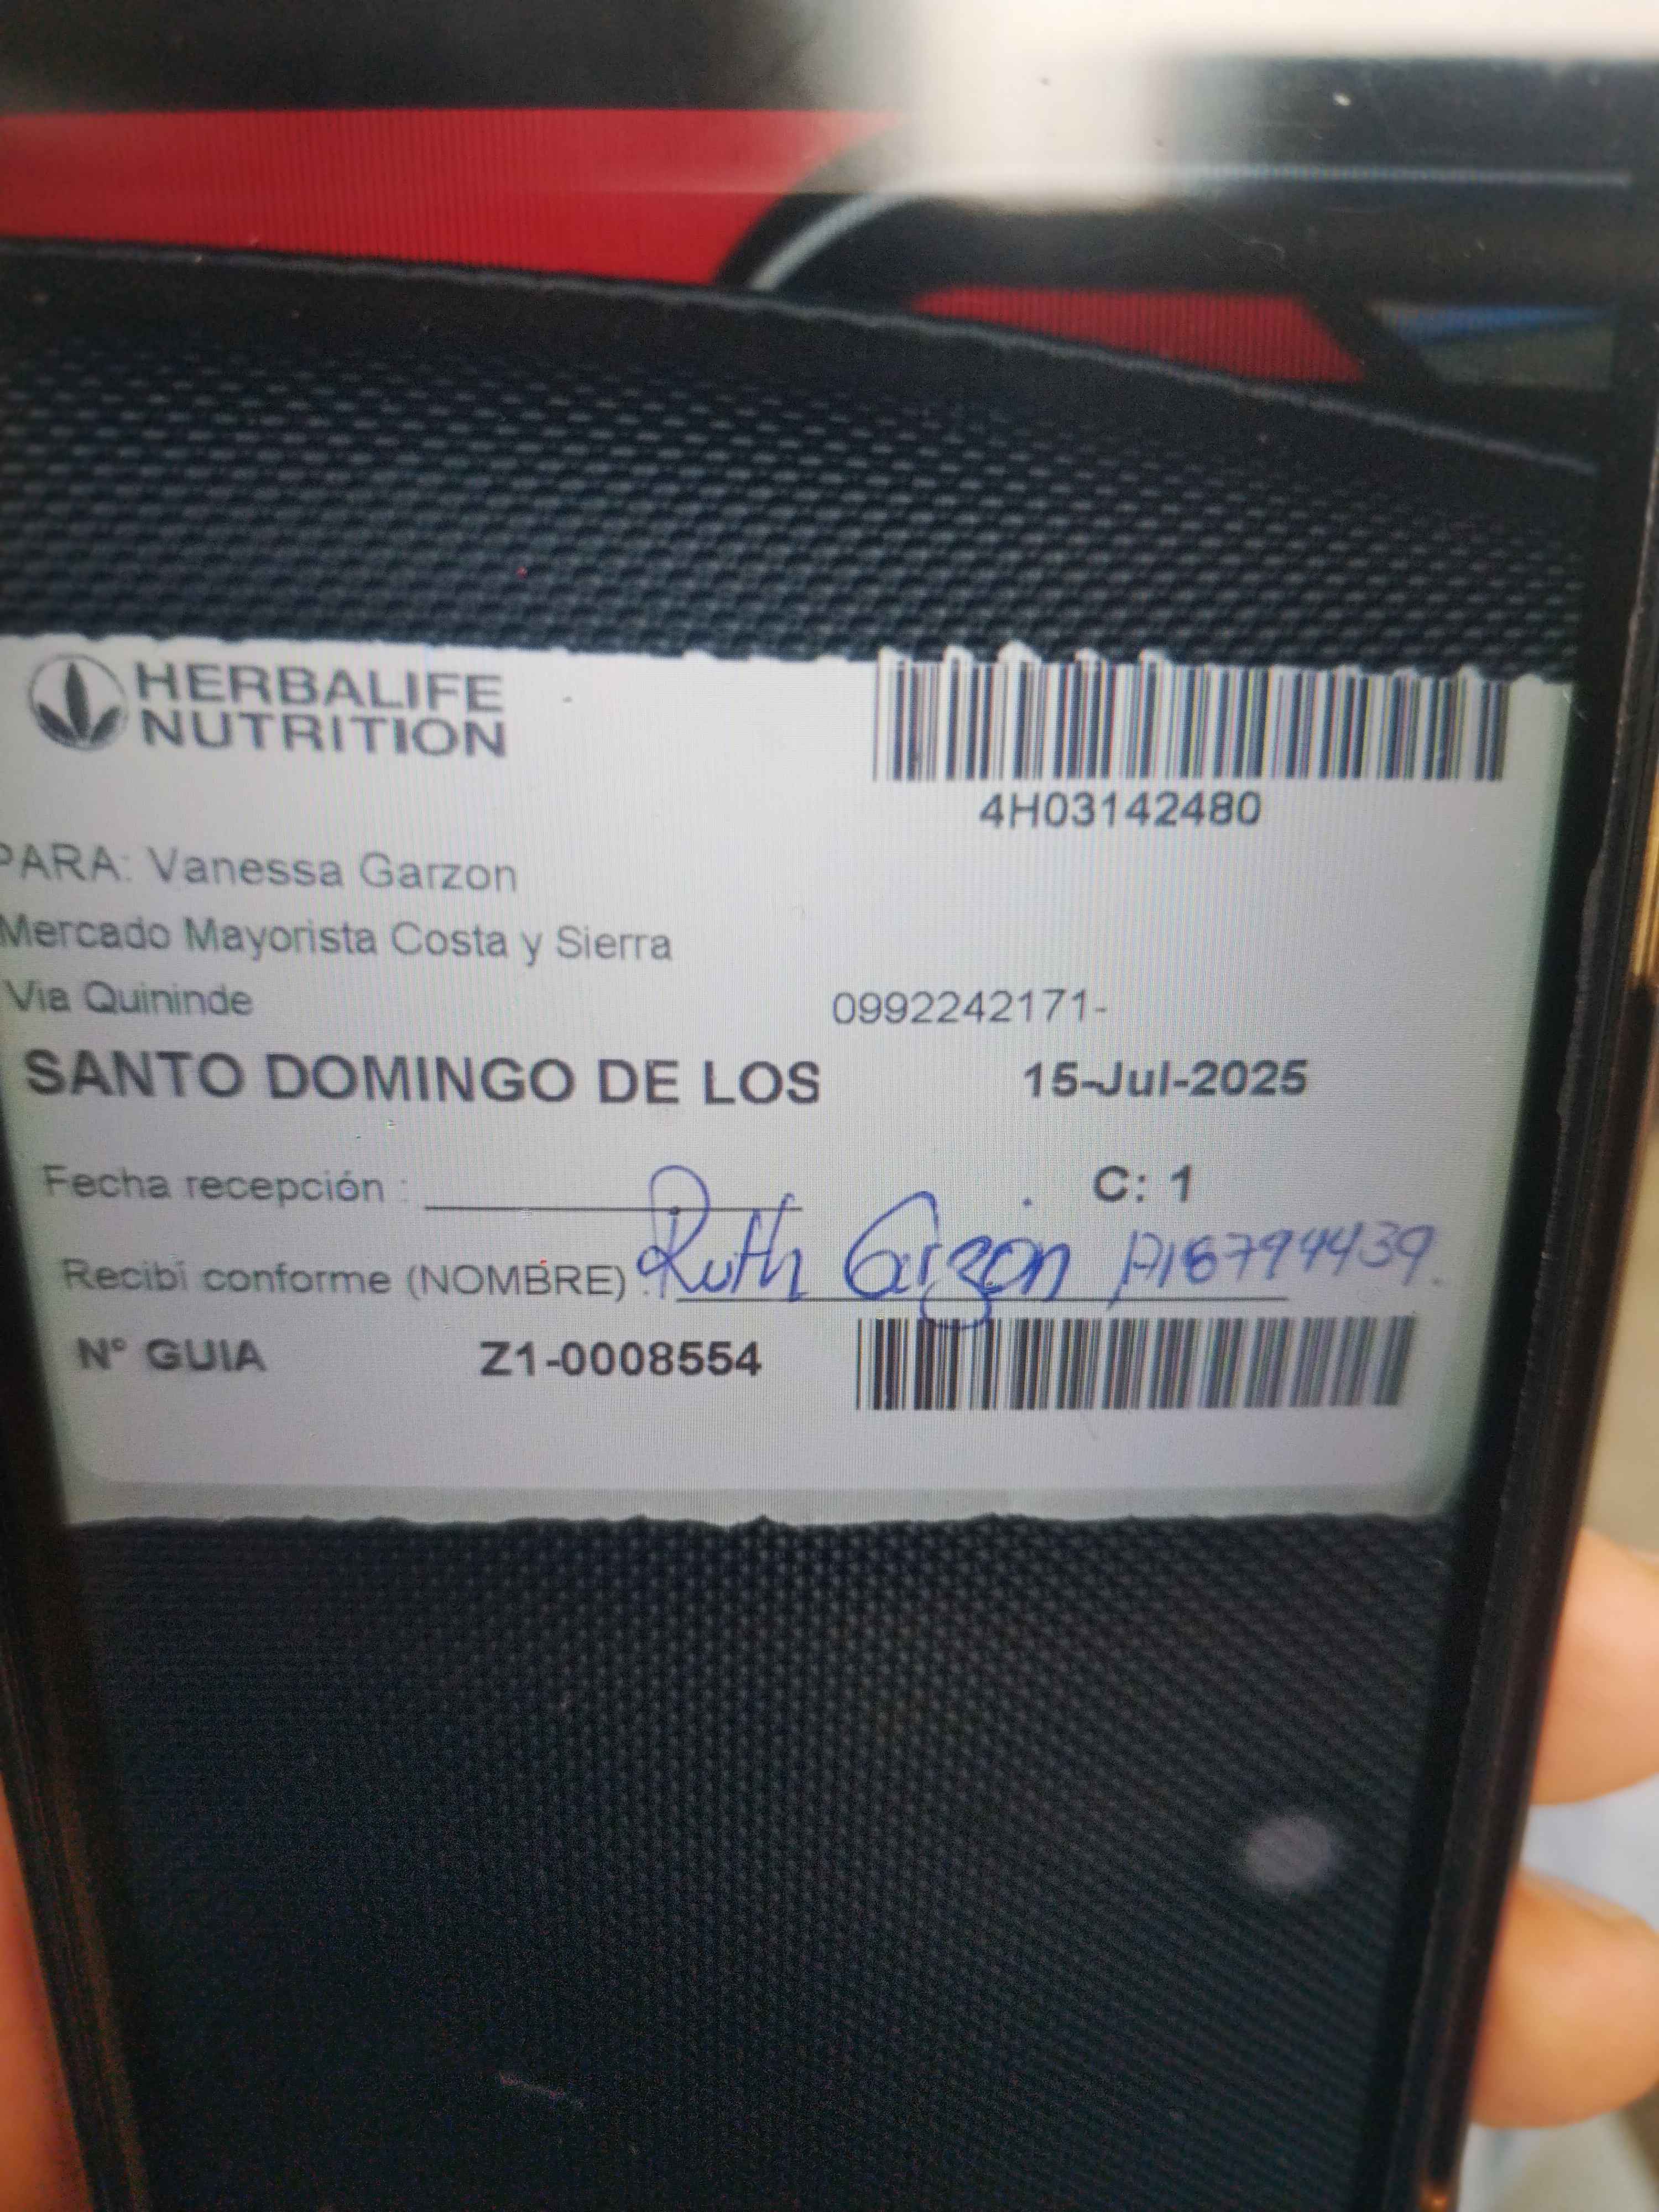 HERBALIFE
NUTRITION
4H03142480
PARA: Vanessa Garzon
Mercado Mayorista Costa y Sierra
Via Quininde 0992242171-
SANTO DOMINGO DE LOS 15-Jul-2025
Fecha recepción : C: 1
Recibí conforme (NOMBRE) : Ruth Garzón
N° GUIA Z1-0008554